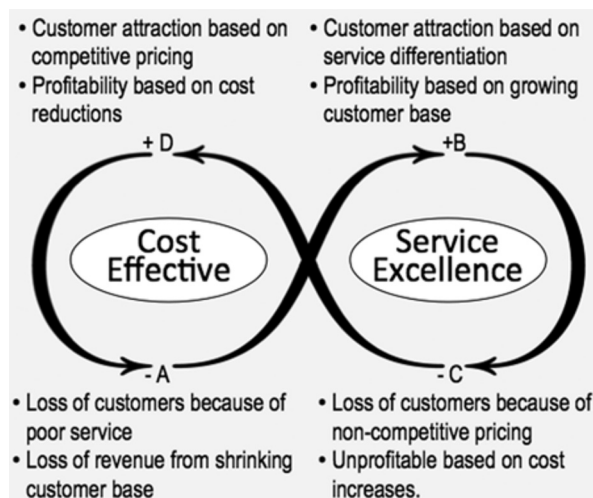 • Customer attraction based on
competitive pricing
• Profitability based on cost
reductions
• Customer attraction based on
service differentiation
• Profitability based on growing
customer base
+ D
+B
Cost
Effective
Service
Excellence
- A
- C
• Loss of customers because of
poor service
• Loss of revenue from shrinking
customer base
• Loss of customers because of
non-competitive pricing
• Unprofitable based on cost
increases.